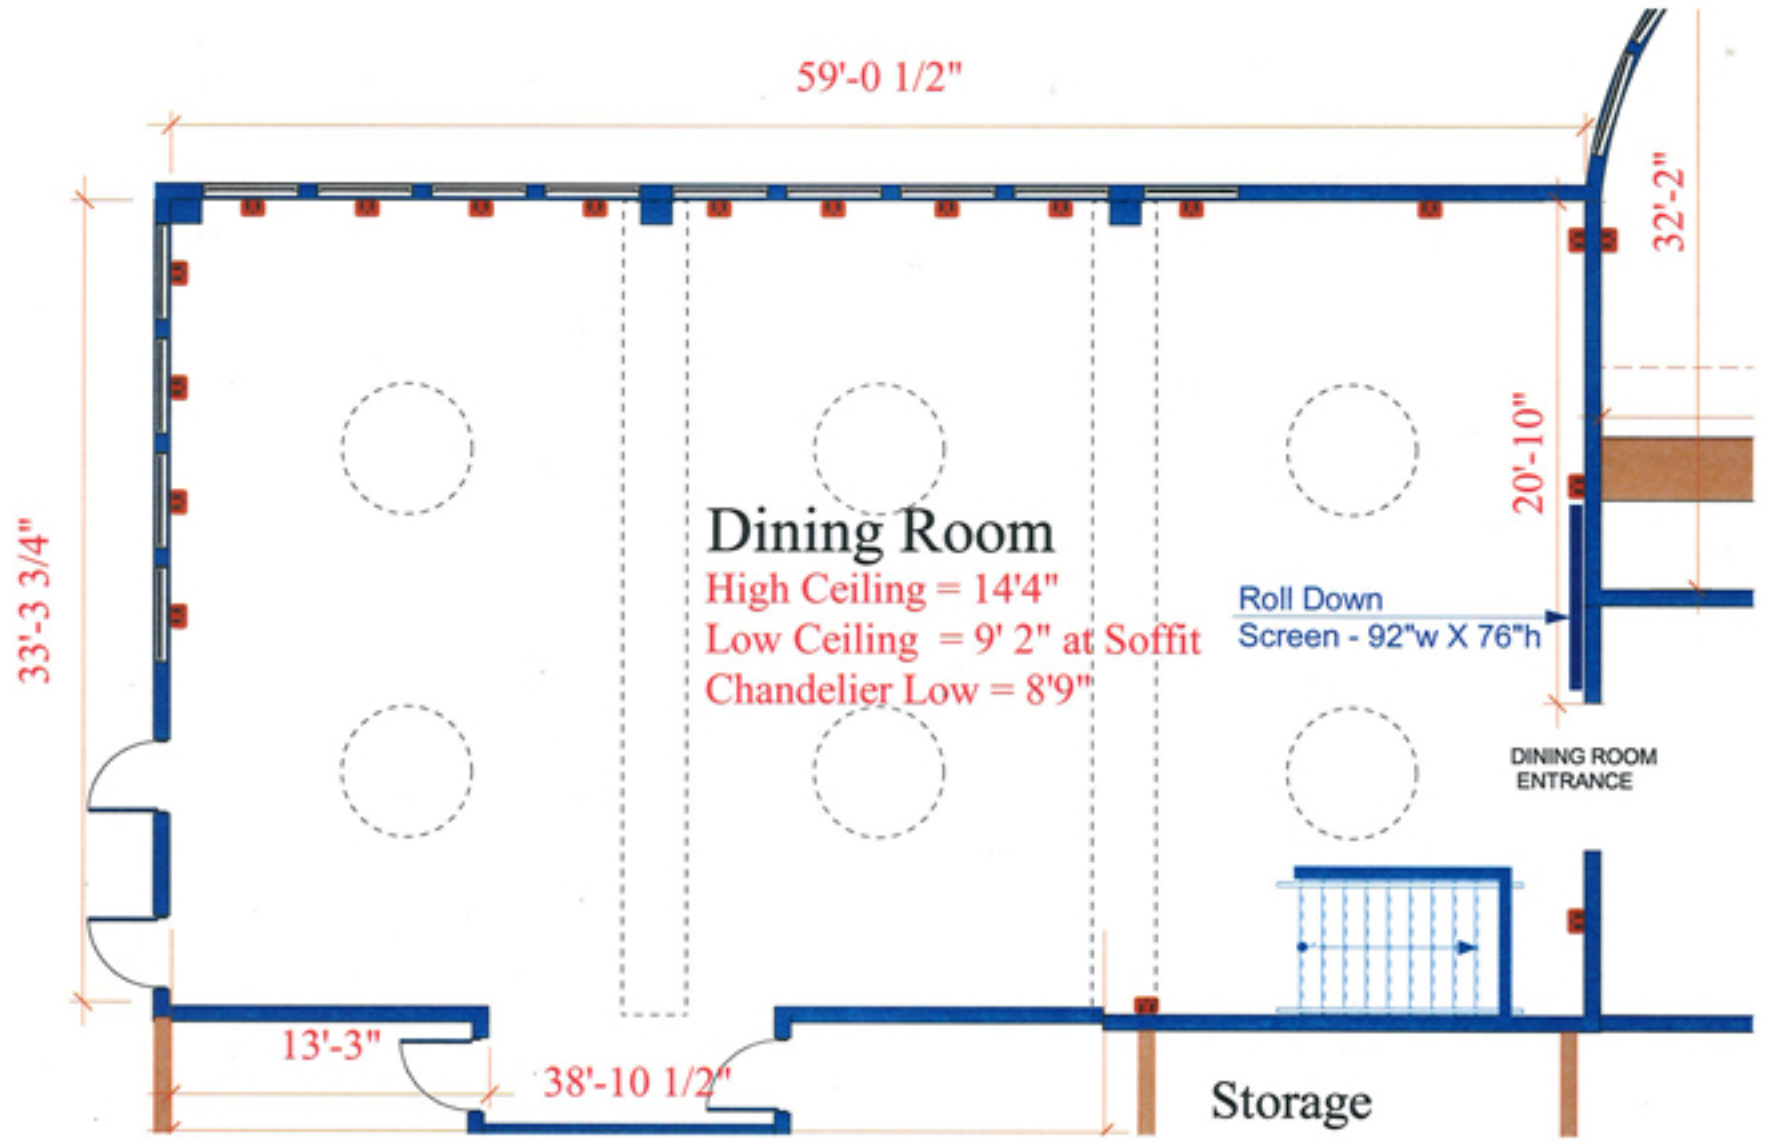 59'-0 1/2"
32'-2"
33'-3 3/4"
20'-10"
Dining Room
High Ceiling = 14'4"
Low Ceiling = 9' 2" at Soffit
Chandelier Low = 8'9"
Roll Down
Screen - 92"w X 76"h
DINING ROOM
ENTRANCE
13'-3"
38'-10 1/2"
Storage